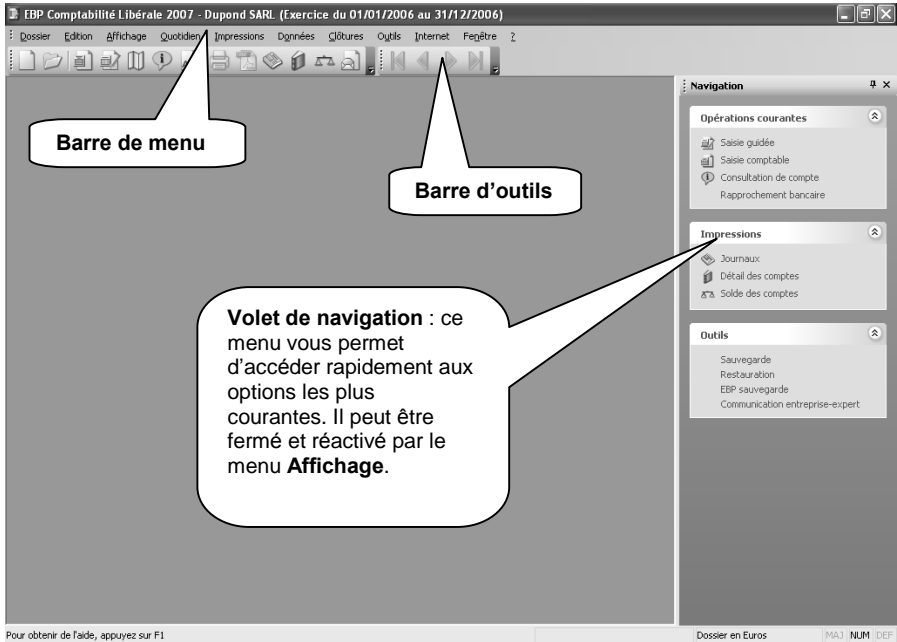 EBP Comptabilité Libérale 2007 - Dupond SARL (Exercice du 01/01/2006 au 31/12/2006)
Dossier Edition Affichage Quotidien Impressions Données Clôtures Outils Internet Fenêtre ?
Barre de menu
Barre d'outils
Volet de navigation : ce
menu vous permet
d'accéder rapidement aux
options les plus
courantes. Il peut être
fermé et réactivé par le
menu Affichage.
Navigation
Opérations courantes
Saisie guidée
Saisie comptable
Consultation de compte
Rapprochement bancaire
Impressions
Journaux
Détail des comptes
Solde des comptes
Outils
Sauvegarde
Restauration
EBP sauvegarde
Communication entreprise-expert
Pour obtenir de l'aide, appuyez sur F1
Dossier en Euros MAJ NUM DEF